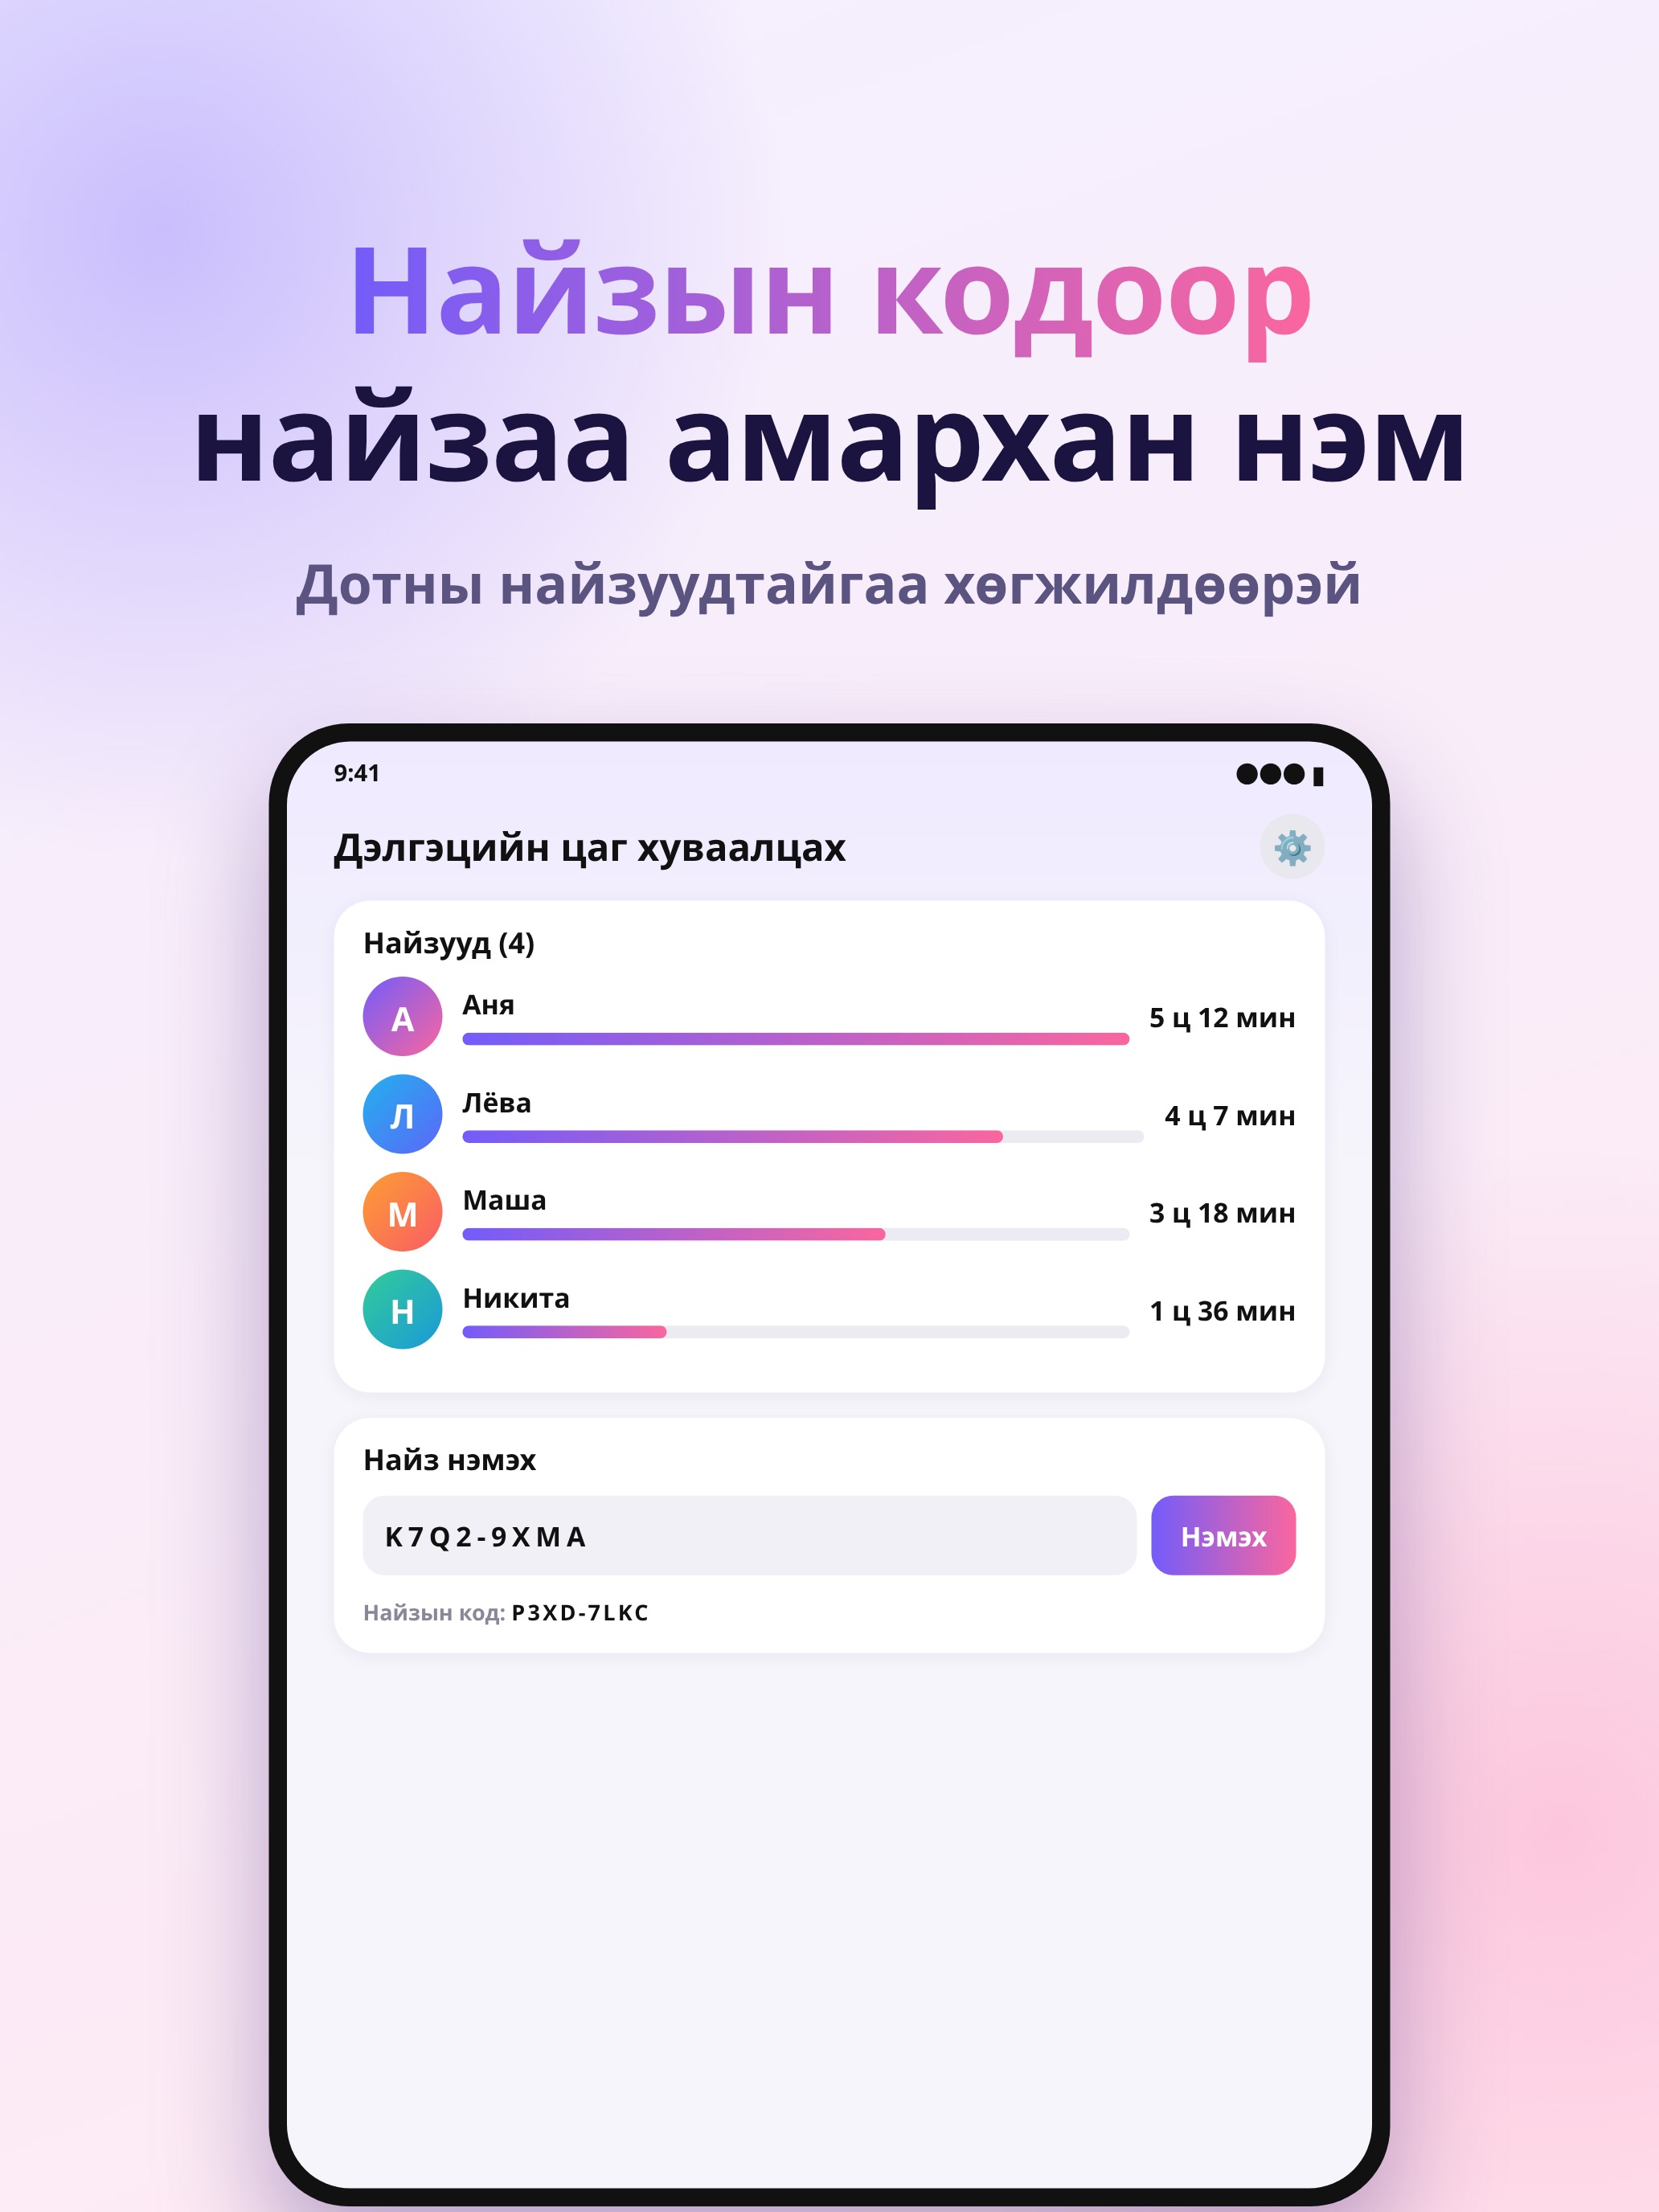 Найзын кодоор
найзаа амархан нэм
Дотны найзуудтайгаа хөгжилдөөрэй
9:41
Дэлгэцийн цаг хуваалцах
Найзууд (4)
А
Аня
5 ц 12 мин
Л
Лёва
4 ц 7 мин
М
Маша
3 ц 18 мин
Н
Никита
1 ц 36 мин
Найз нэмэх
K7Q2-9XMA
Нэмэх
Найзын код: P3XD-7LKC